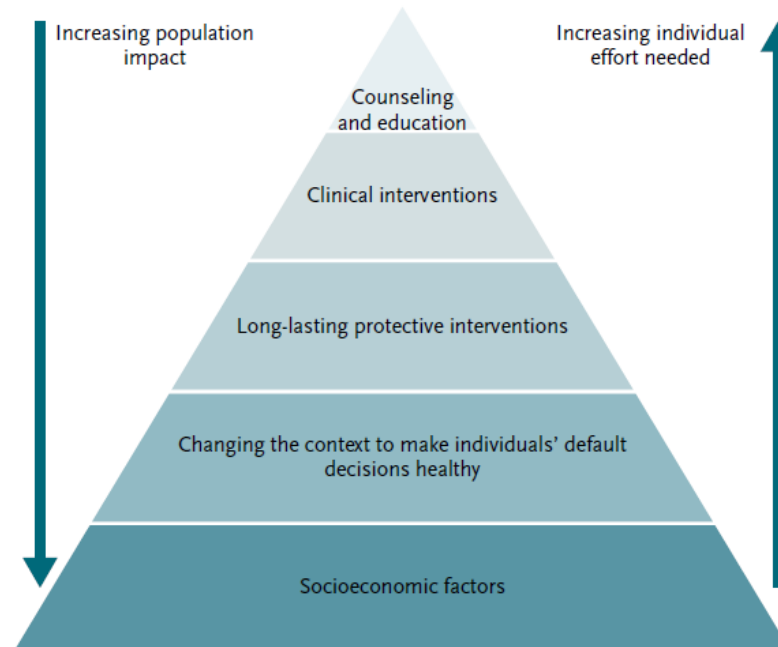 Increasing population
impact
Increasing individual
effort needed
Counseling
and education
Clinical interventions
Long-lasting protective interventions
Changing the context to make individuals’ default
decisions healthy
Socioeconomic factors